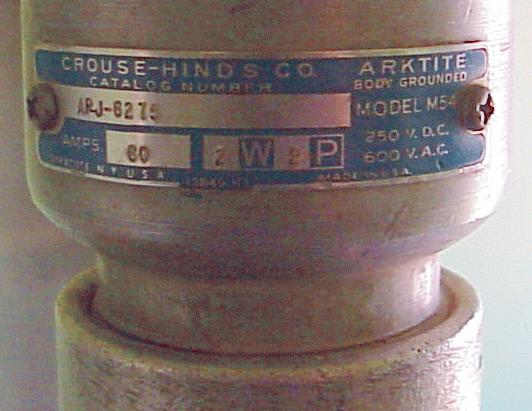 CROUSE-HINDS CO. ARKTITE
CATALOG NUMBER BODY GROUNDED
APJ-6275 MODEL M54
AMPS. 60 2 W 2 P 250 V. D.C.
600 V. A.C.
N.Y. U.S.A. MADE IN U.S.A.